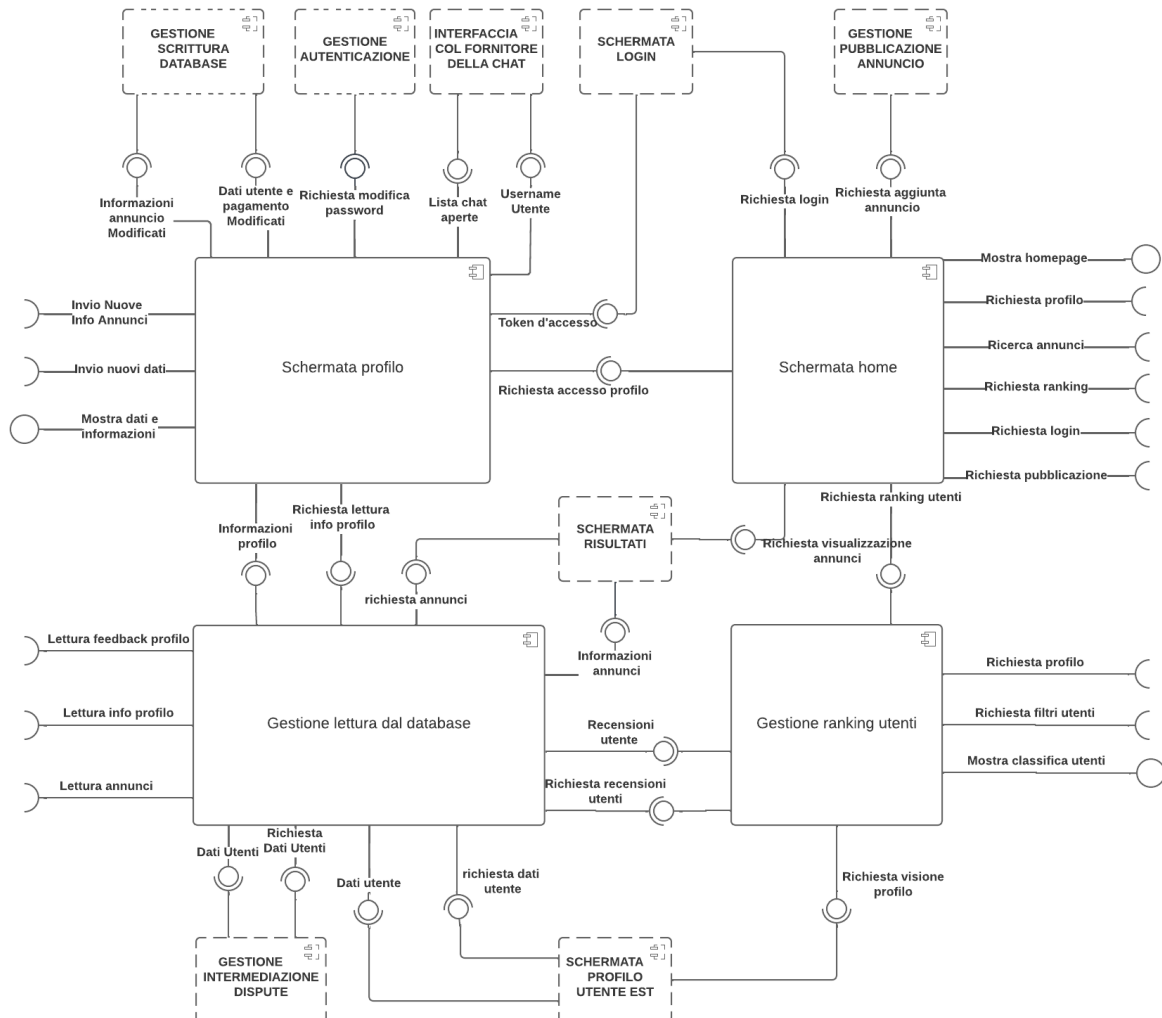 GESTIONE
SCRITTURA
DATABASE
GESTIONE
AUTENTICAZIONE
INTERFACCIA
COL FORNITORE
DELLA CHAT
SCHERMATA
LOGIN
GESTIONE
PUBBLICAZIONE
ANNUNCIO
Informazioni
annuncio
Modificati
Dati utente e
pagamento
Modificati
Richiesta modifica
password
Lista chat
aperte
Username
Utente
Richiesta login
Richiesta aggiunta
annuncio
Invio Nuove
Info Annunci
Invio nuovi dati
Mostra dati e
informazioni
Schermata profilo
Token d'accesso
Richiesta accesso profilo
Schermata home
Mostra homepage
Richiesta profilo
Ricerca annunci
Richiesta ranking
Richiesta login
Richiesta pubblicazione
Informazioni
profilo
Richiesta lettura
info profilo
richiesta annunci
SCHERMATA
RISULTATI
Richiesta ranking utenti
Richiesta visualizzazione
annunci
Informazioni
annunci
Lettura feedback profilo
Lettura info profilo
Lettura annunci
Gestione lettura dal database
Recensioni
utente
Richiesta recensioni
utenti
Gestione ranking utenti
Richiesta profilo
Richiesta filtri utenti
Mostra classifica utenti
Dati Utenti
Richiesta
Dati Utenti
Dati utente
richiesta dati
utente
Richiesta visione
profilo
GESTIONE
INTERMEDIAZIONE
DISPUTE
SCHERMATA
PROFILO
UTENTE EST